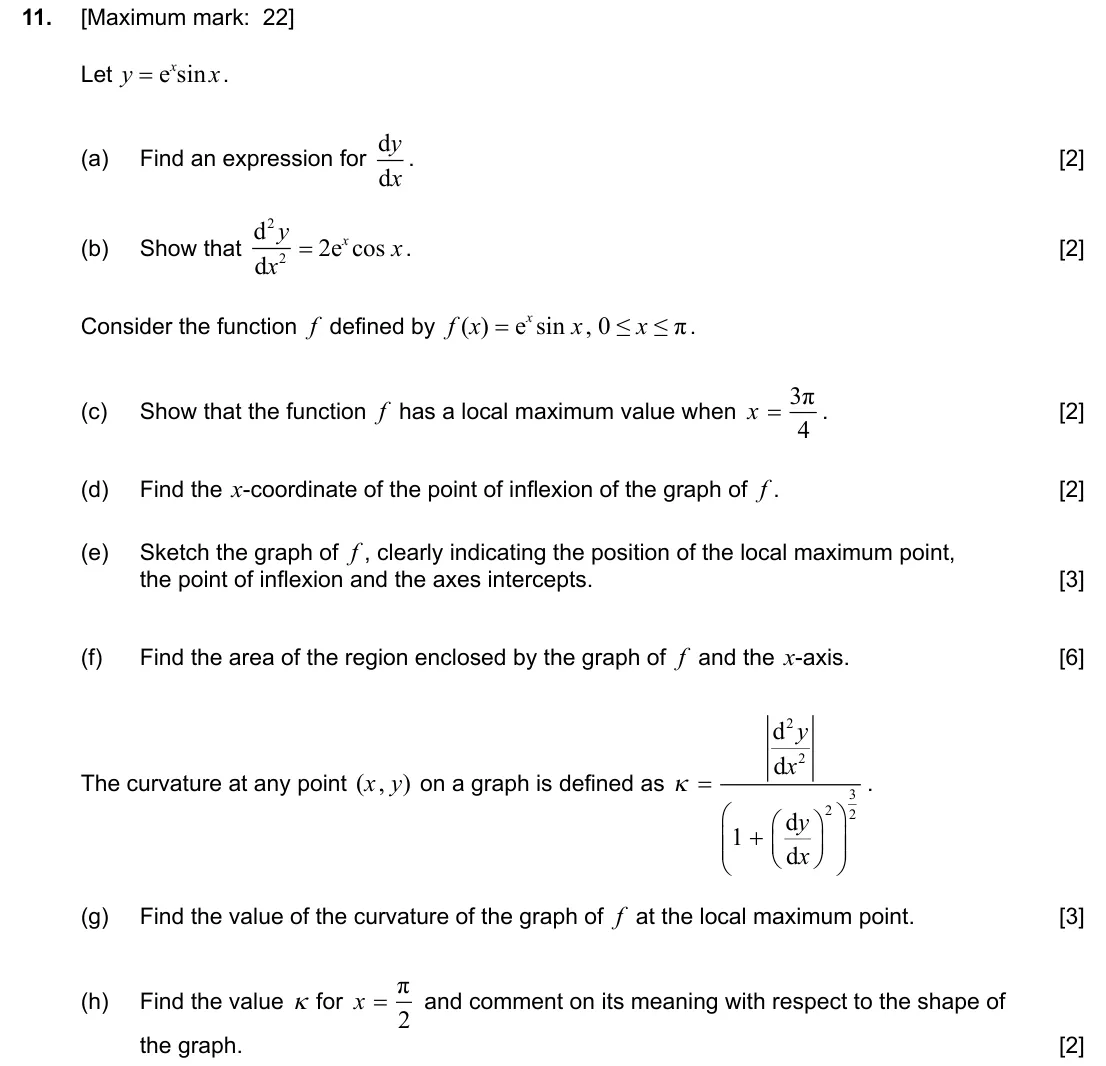 11. [Maximum mark: 22]
Let y = eˣsinx.
(a) Find an expression for dy/dx. [2]
(b) Show that d²y/dx² = 2eˣ cos x. [2]
Consider the function f defined by f(x) = eˣ sin x, 0 ≤ x ≤ π.
(c) Show that the function f has a local maximum value when x = 3π/4. [2]
(d) Find the x-coordinate of the point of inflexion of the graph of f. [2]
(e) Sketch the graph of f, clearly indicating the position of the local maximum point,
the point of inflexion and the axes intercepts. [3]
(f) Find the area of the region enclosed by the graph of f and the x-axis. [6]
The curvature at any point (x, y) on a graph is defined as κ = |d²y/dx²| / (1 + (dy/dx)²)^(3/2).
(g) Find the value of the curvature of the graph of f at the local maximum point. [3]
(h) Find the value κ for x = π/2 and comment on its meaning with respect to the shape of
the graph. [2]